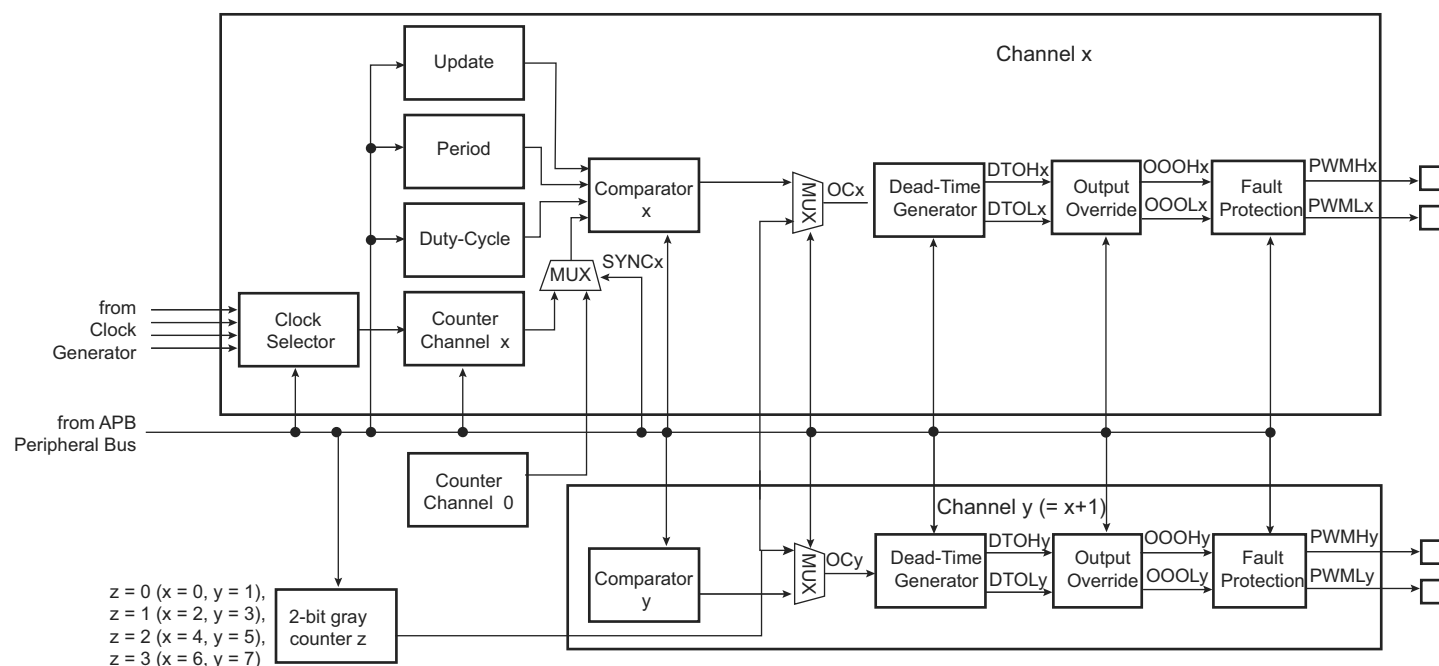 Channel x
Update
Period
Comparator
x
Duty-Cycle
MUX
SYNCx
MUX
OCx
Dead-Time
Generator
DTOHx
DTOLx
Output
Override
OOOHx
OOOLx
Fault
Protection
PWMHx
PWMLx
from
Clock
Generator
Clock
Selector
Counter
Channel x
from APB
Peripheral Bus
Counter
Channel 0
Channel y (= x+1)
Comparator
y
MUX
OCy
Dead-Time
Generator
DTOHy
DTOLy
Output
Override
OOOHy
OOOLy
Fault
Protection
PWMHy
PWMLy
z = 0 (x = 0, y = 1),
z = 1 (x = 2, y = 3),
z = 2 (x = 4, y = 5),
z = 3 (x = 6, y = 7)
2-bit gray
counter z